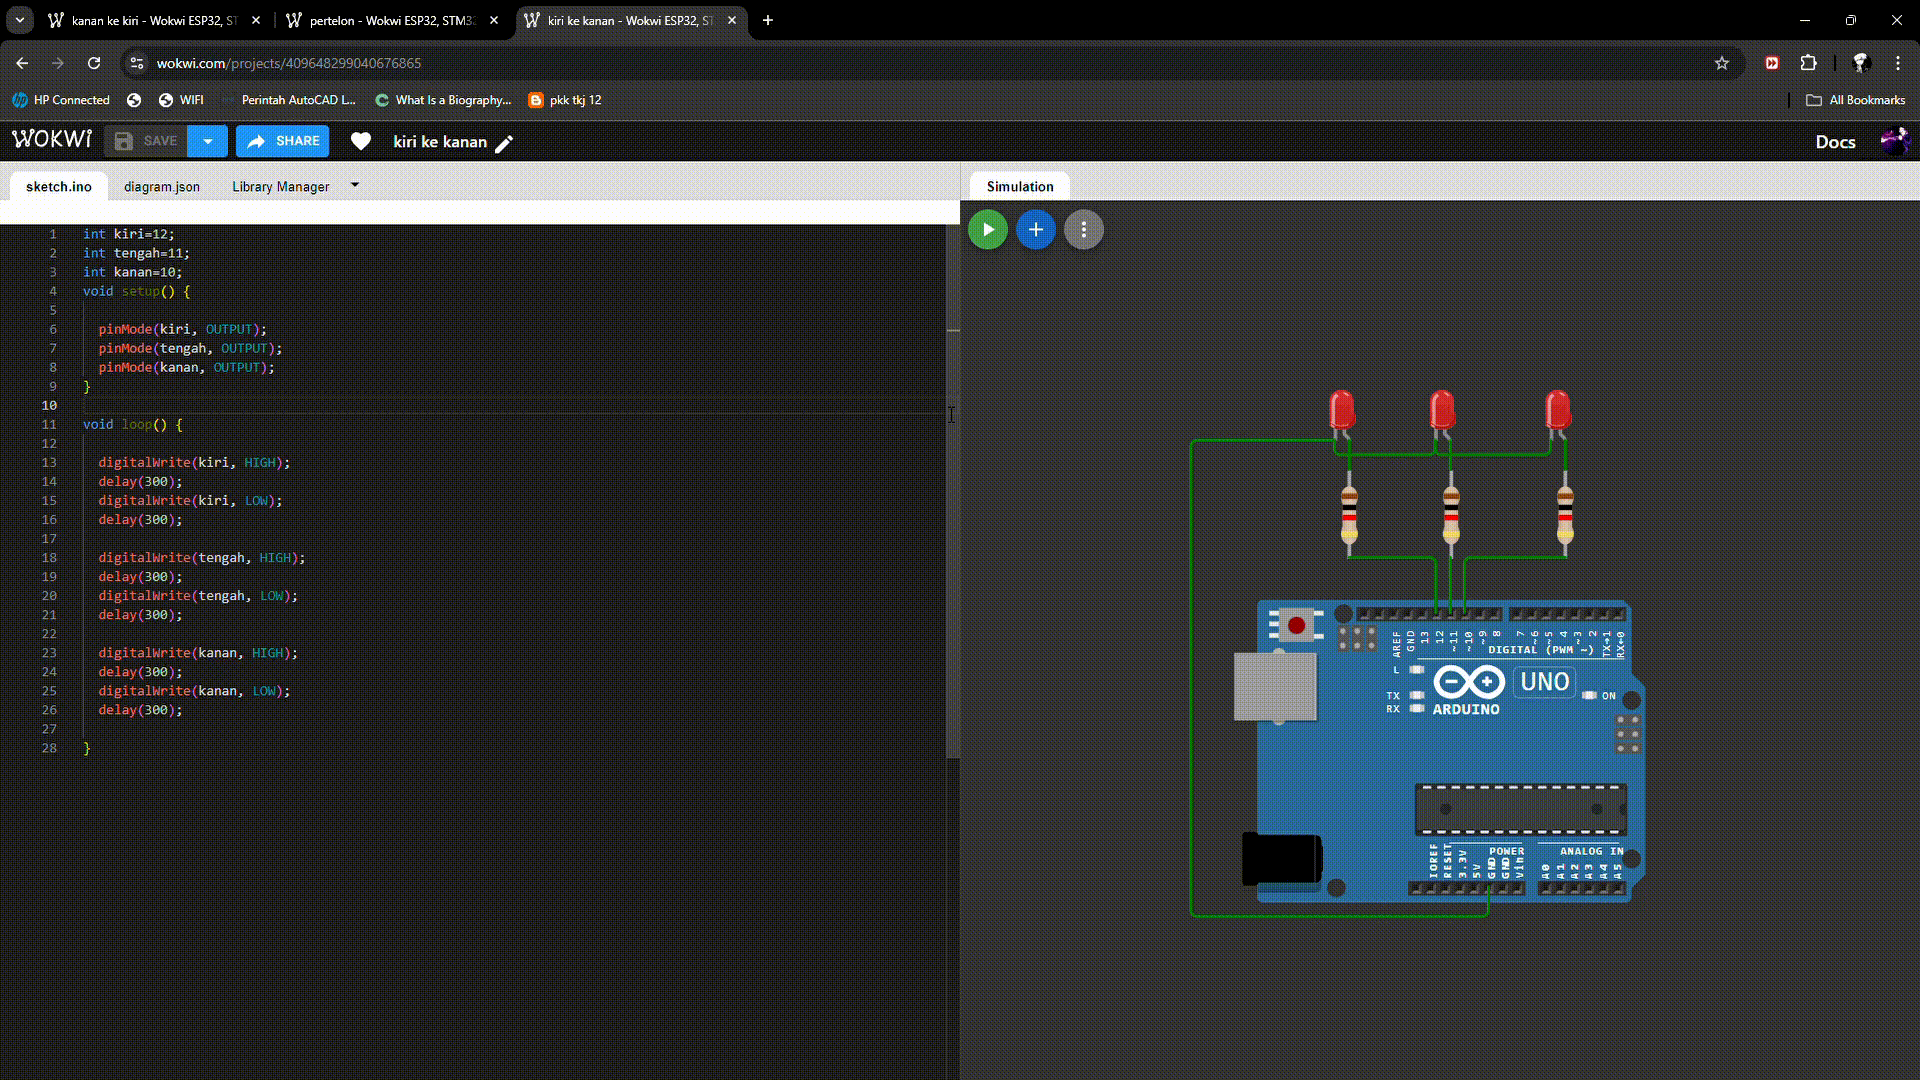 kanan ke kiri - Wokwi ESP32, ST
pertelon - Wokwi ESP32, STM32
kiri ke kanan - Wokwi ESP32, ST
wokwi.com/projects/409648299040676865
HP Connected
WIFI
Perintah AutoCAD L...
What Is a Biography...
pkk tkj 12
All Bookmarks
WOKWI
SAVE
SHARE
kiri ke kanan
Docs
sketch.ino
diagram.json
Library Manager
Simulation
1 int kiri=12;
2 int tengah=11;
3 int kanan=10;
4 void setup() {
5
6 pinMode(kiri, OUTPUT);
7 pinMode(tengah, OUTPUT);
8 pinMode(kanan, OUTPUT);
9 }
10
11 void loop() {
12
13 digitalWrite(kiri, HIGH);
14 delay(300);
15 digitalWrite(kiri, LOW);
16 delay(300);
17
18 digitalWrite(tengah, HIGH);
19 delay(300);
20 digitalWrite(tengah, LOW);
21 delay(300);
22
23 digitalWrite(kanan, HIGH);
24 delay(300);
25 digitalWrite(kanan, LOW);
26 delay(300);
27
28 }
AREF GND 13 12 ~11 ~10 ~9 8 7 ~6 ~5 4 ~3 2 TX→1 RX←0
DIGITAL (PWM ~)
L
TX
RX
UNO
ON
ARDUINO
POWER
ANALOG IN
IOREF RESET 3.3V 5V GND GND Vin A0 A1 A2 A3 A4 A5